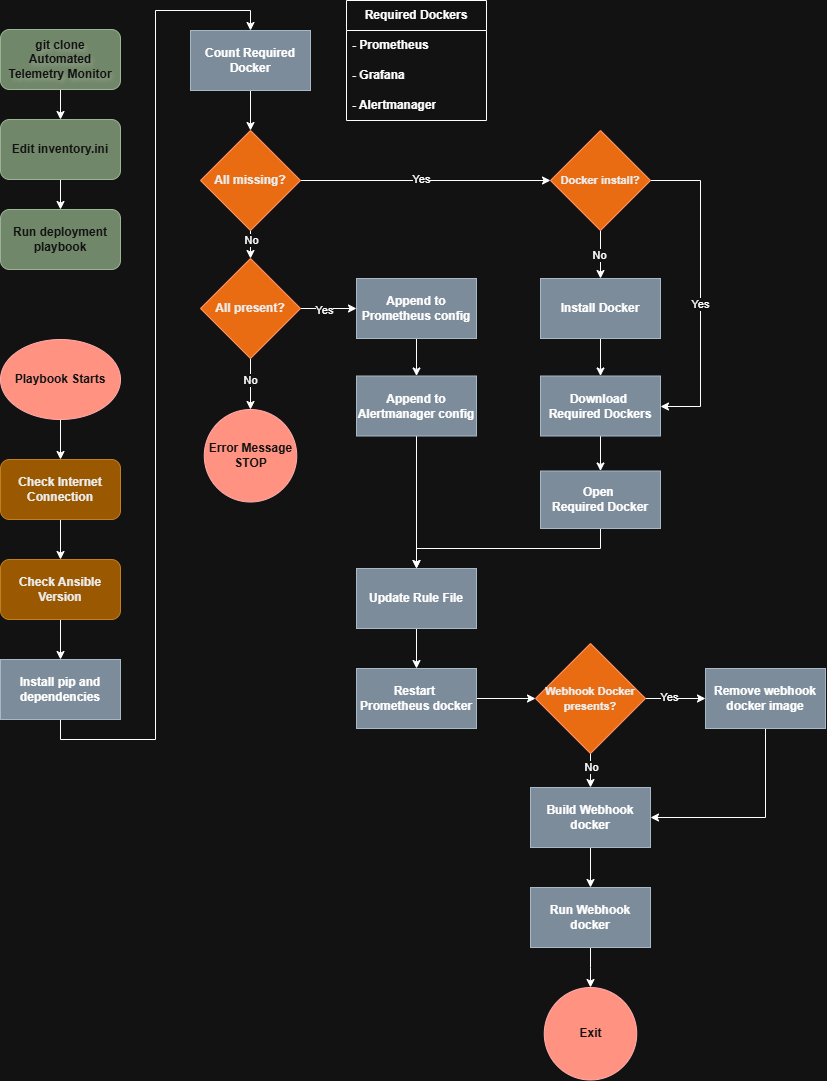 git clone
Automated
Telemetry Monitor
Edit inventory.ini
Run deployment
playbook
Playbook Starts
Check Internet
Connection
Check Ansible
Version
Install pip and
dependencies
Count Required
Docker
Required Dockers
- Prometheus
- Grafana
- Alertmanager
All missing?
Yes
Docker install?
No
No
Yes
All present?
Yes
Append to
Prometheus config
Install Docker
No
Append to
Alertmanager config
Download
Required Dockers
Error Message
STOP
Open
Required Docker
Update Rule File
Restart
Prometheus docker
Webhook Docker
presents?
Yes
Remove webhook
docker image
No
Build Webhook
docker
Run Webhook
docker
Exit